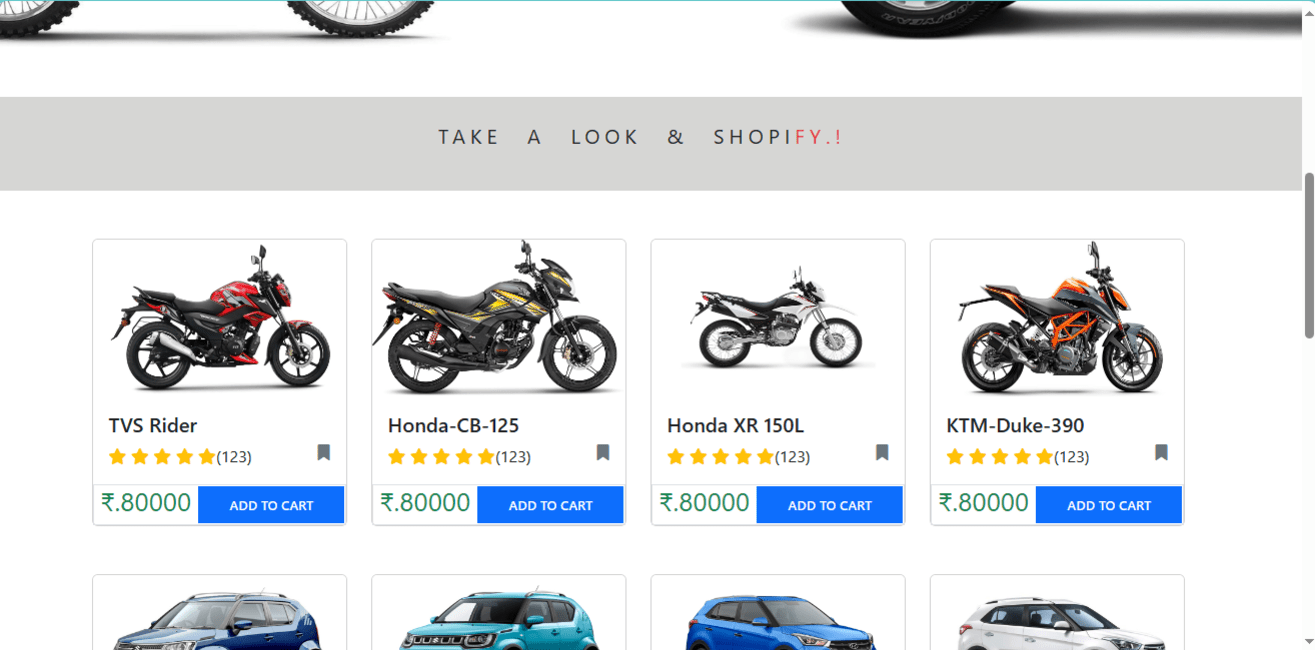 TAKE A LOOK & SHOPIFY.!
TVS Rider
(123)
₹.80000 ADD TO CART
Honda-CB-125
(123)
₹.80000 ADD TO CART
Honda XR 150L
(123)
₹.80000 ADD TO CART
KTM-Duke-390
(123)
₹.80000 ADD TO CART